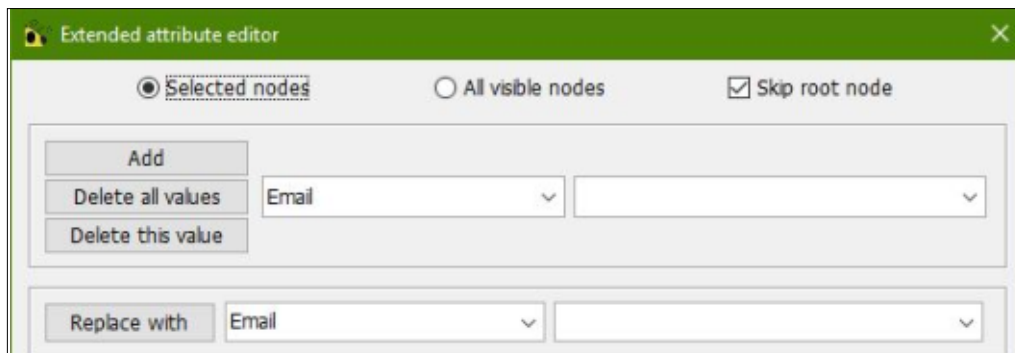 Extended attribute editor
Selected nodes All visible nodes Skip root node
Add
Delete all values Email
Delete this value
Replace with Email